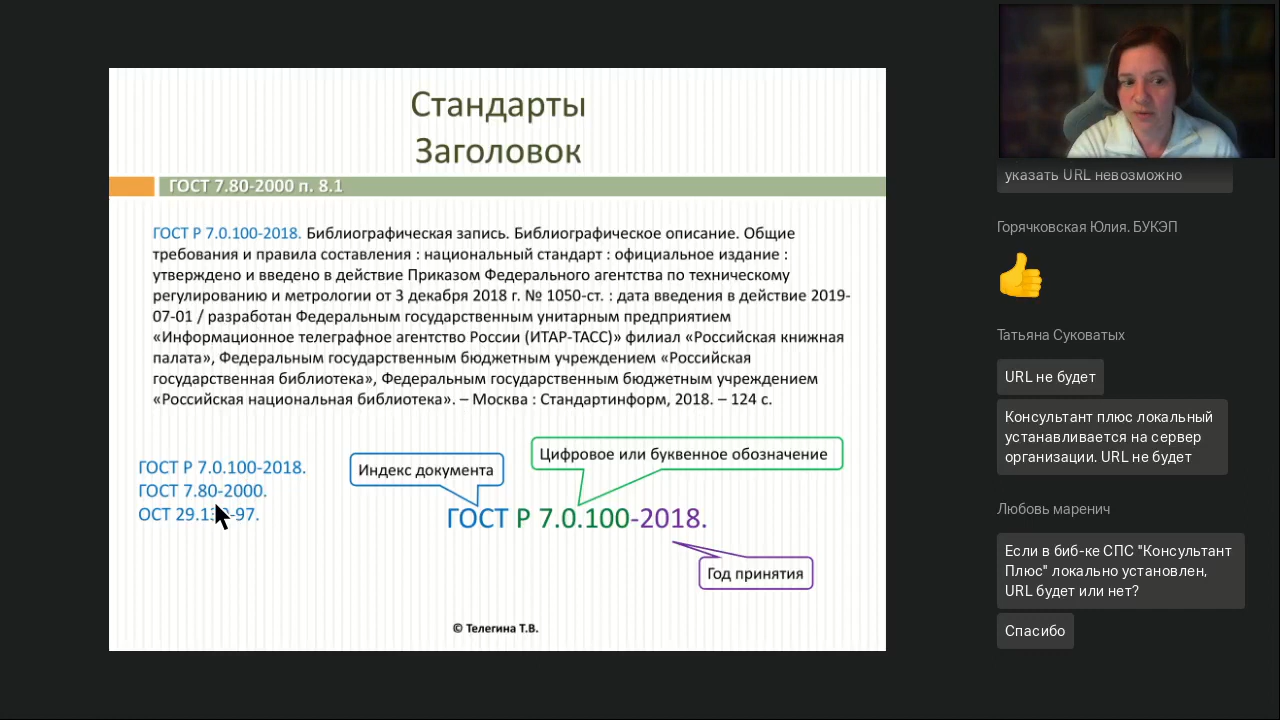 Стандарты
Заголовок
ГОСТ 7.80-2000 п. 8.1
ГОСТ Р 7.0.100-2018. Библиографическая запись. Библиографическое описание. Общие
требования и правила составления : национальный стандарт : официальное издание :
утверждено и введено в действие Приказом Федерального агентства по техническому
регулированию и метрологии от 3 декабря 2018 г. № 1050-ст. : дата введения в действие 2019-
07-01 / разработан Федеральным государственным унитарным предприятием
«Информационное телеграфное агентство России (ИТАР-ТАСС)» филиал «Российская книжная
палата», Федеральным государственным бюджетным учреждением «Российская
государственная библиотека», Федеральным государственным бюджетным учреждением
«Российская национальная библиотека». – Москва : Стандартинформ, 2018. – 124 с.
ГОСТ Р 7.0.100-2018.
ГОСТ 7.80-2000.
ОСТ
Индекс документа
Цифровое или буквенное обозначение
ГОСТ Р 7.0.100-2018.
Год принятия
© Телегина Т.В.
указать URL невозможно
Горячковская Юлия. БУКЭП
Татьяна Суковатых
URL не будет
Консультант плюс локальный
устанавливается на сервер
организации. URL не будет
Любовь маренич
Если в биб-ке СПС "Консультант
Плюс" локально установлен,
URL будет или нет?
Спасибо